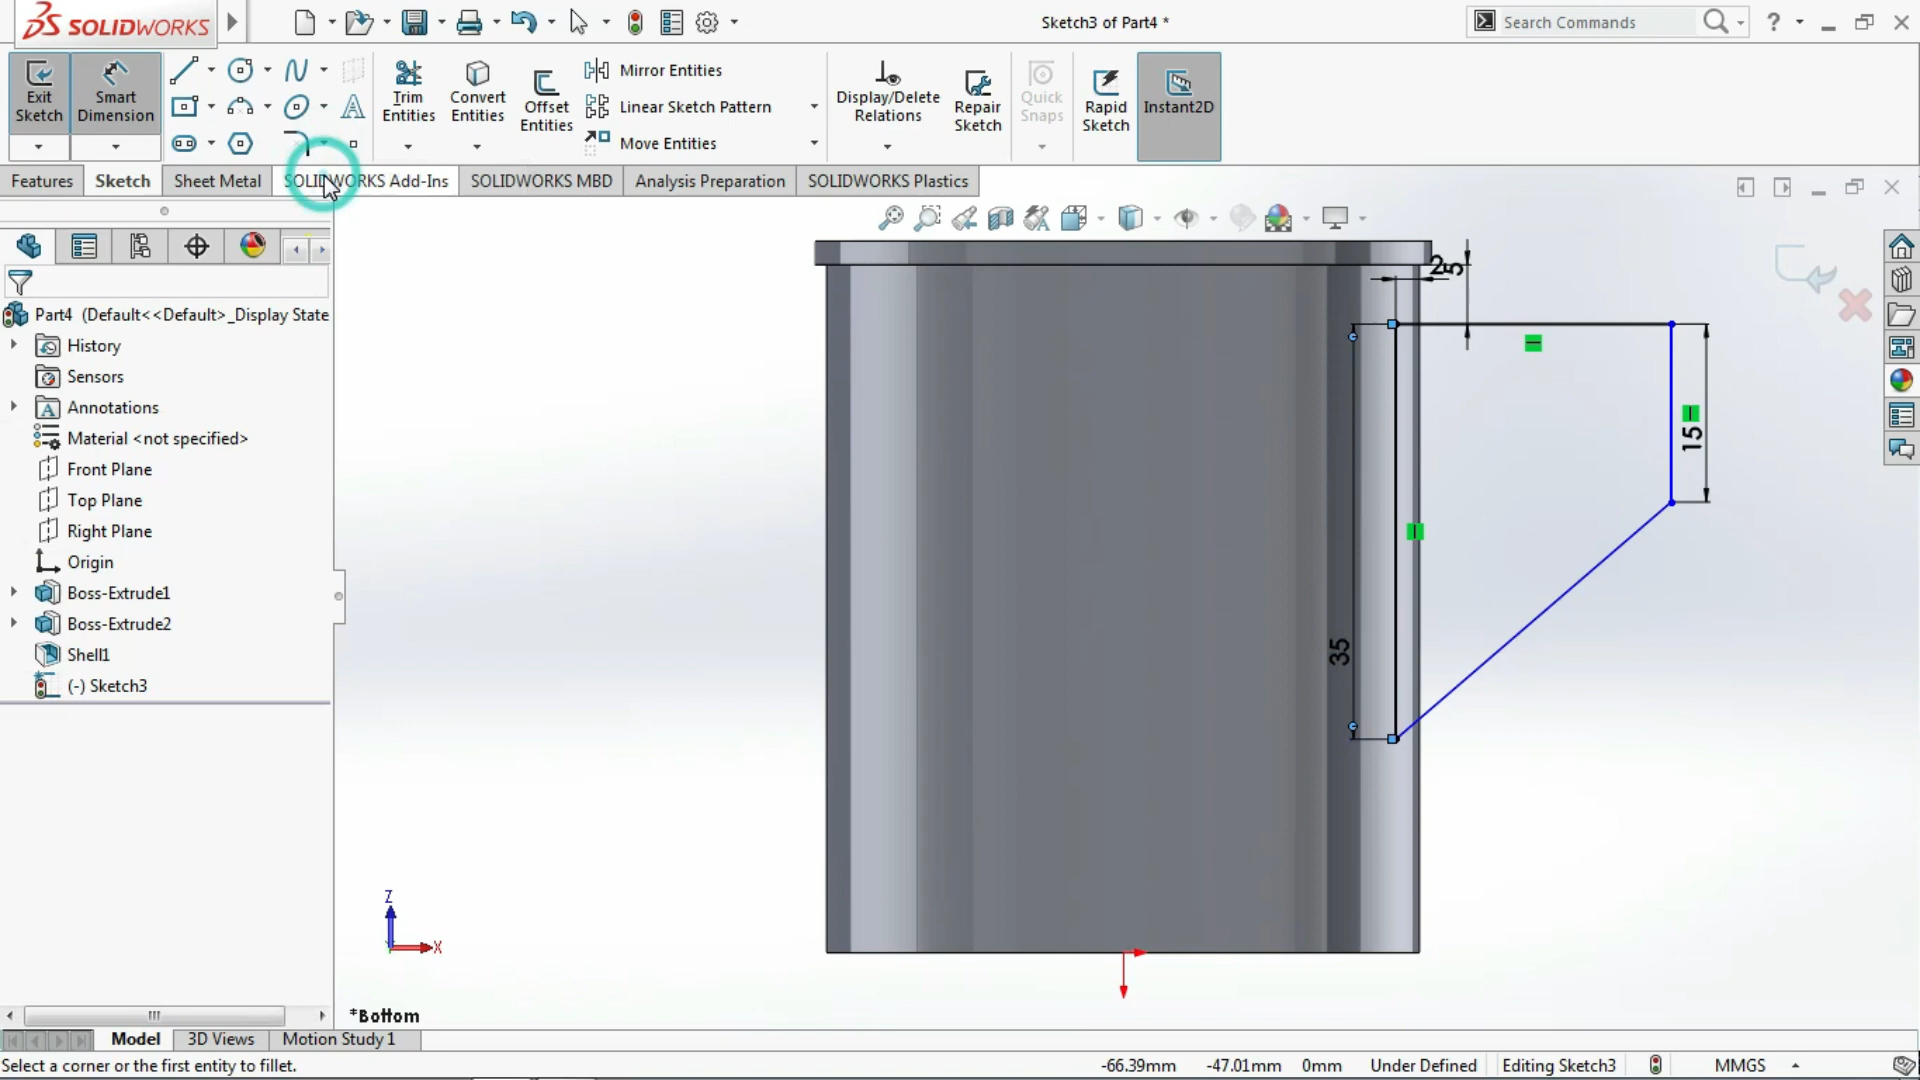 SOLIDWORKS
Sketch3 of Part4 *
Search Commands
Exit Sketch
Smart Dimension
Trim Entities
Convert Entities
Offset Entities
Mirror Entities
Linear Sketch Pattern
Move Entities
Display/Delete Relations
Repair Sketch
Quick Snaps
Rapid Sketch
Instant2D
Features
Sketch
Sheet Metal
SOLIDWORKS Add-Ins
SOLIDWORKS MBD
Analysis Preparation
SOLIDWORKS Plastics
Part4 (Default<<Default>_Display State
History
Sensors
Annotations
Material <not specified>
Front Plane
Top Plane
Right Plane
Origin
Boss-Extrude1
Boss-Extrude2
Shell1
(-) Sketch3
2
5
15
35
Z
X
*Bottom
Model
3D Views
Motion Study 1
Select a corner or the first entity to fillet.
-66.39mm
-47.01mm
0mm
Under Defined
Editing Sketch3
MMGS